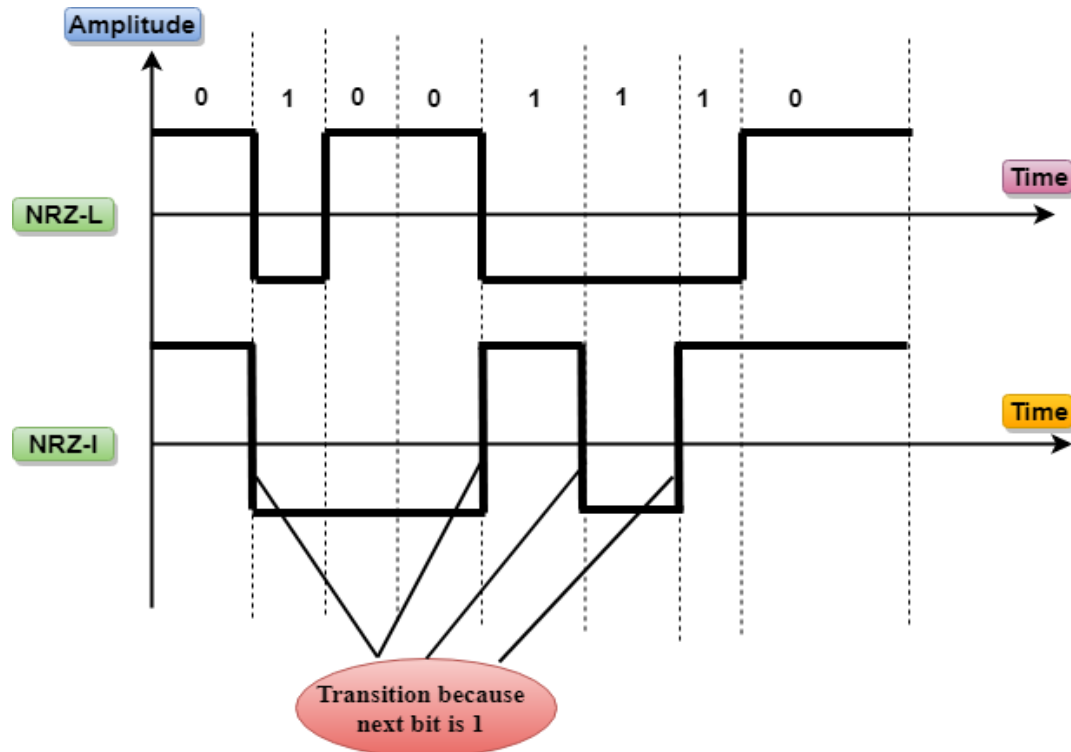 Amplitude
0 1 0 0 1 1 1 0
Time
NRZ-L
Time
NRZ-I
Transition because
next bit is 1